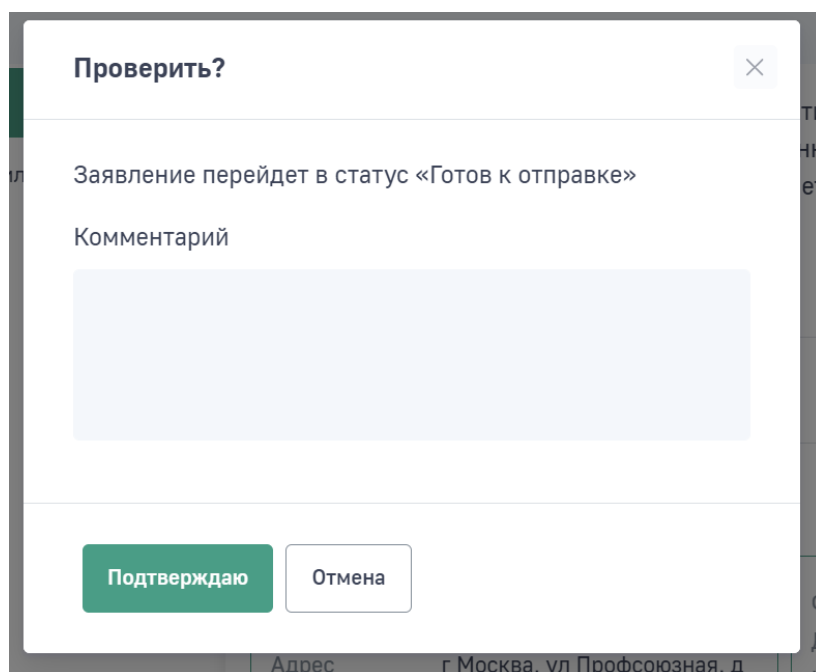 Проверить?
Заявление перейдет в статус «Готов к отправке»
Комментарий
Подтверждаю
Отмена
Адрес
г Москва, ул Профсоюзная, д